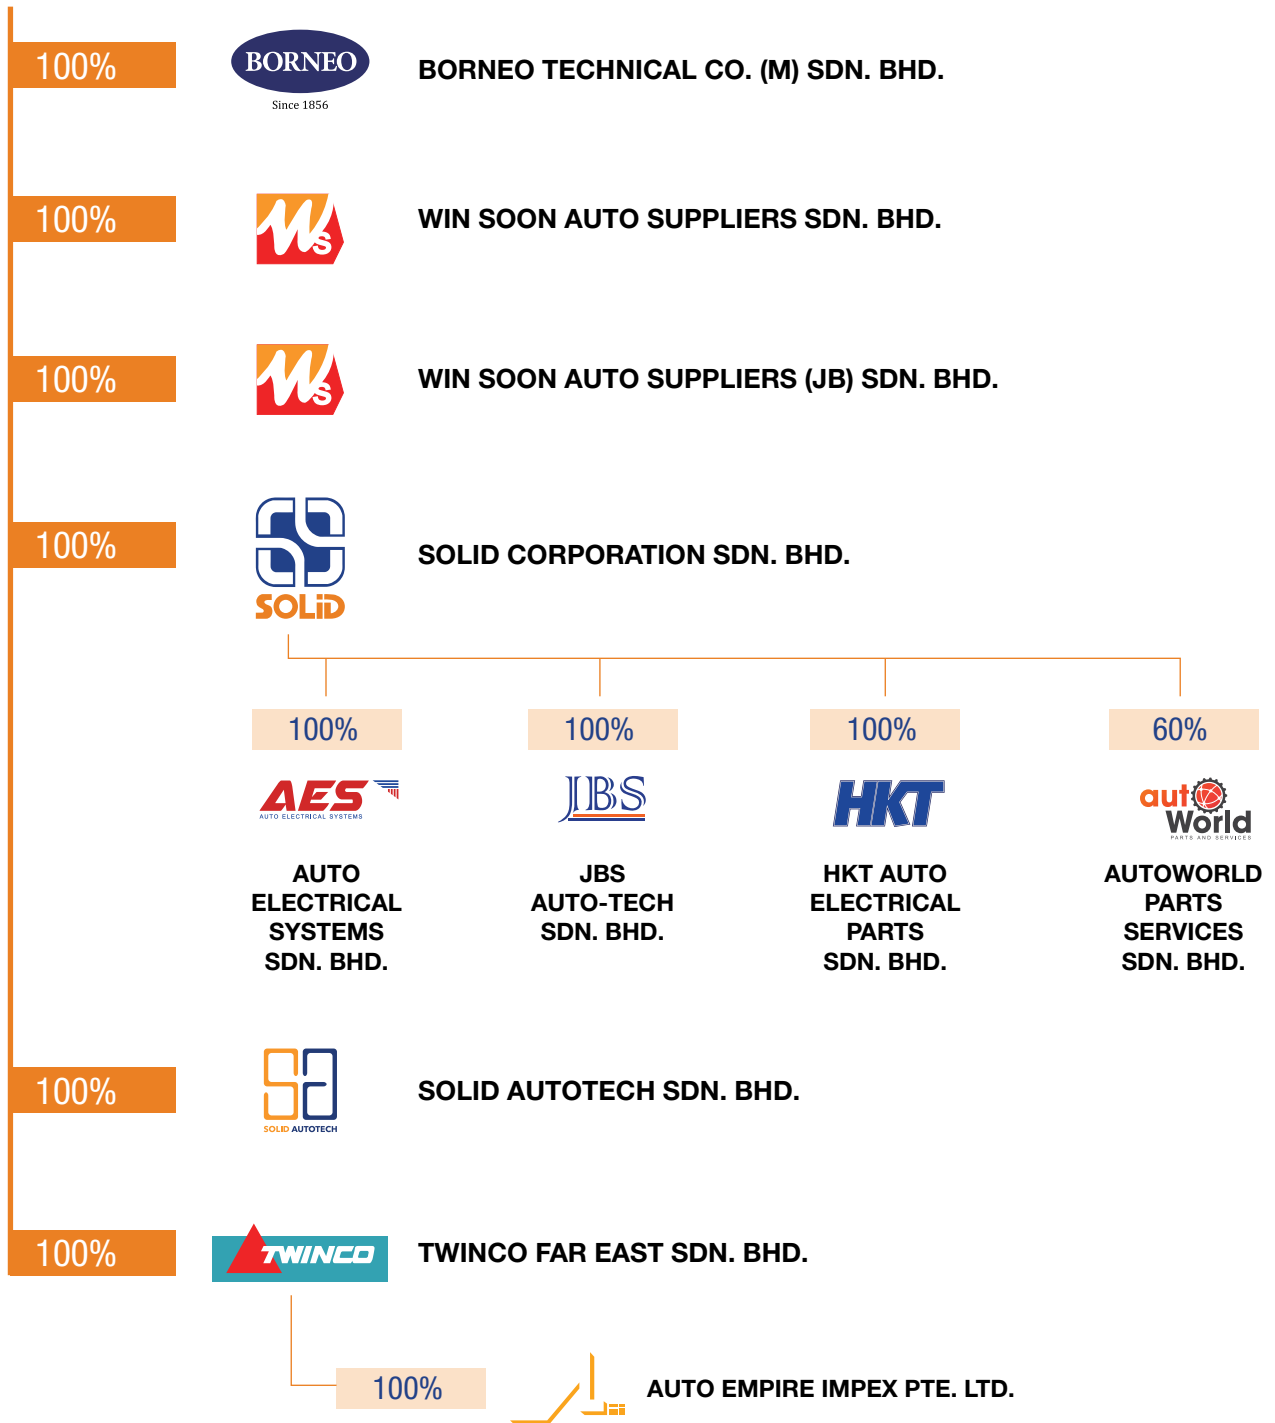 100%
BORNEO
Since 1856
BORNEO TECHNICAL CO. (M) SDN. BHD.
100%
Ws
WIN SOON AUTO SUPPLIERS SDN. BHD.
100%
Ws
WIN SOON AUTO SUPPLIERS (JB) SDN. BHD.
100%
SOLiD
SOLID CORPORATION SDN. BHD.
100%
100%
100%
60%
AES
AUTO ELECTRICAL SYSTEMS
JBS
HKT
auto
World
PARTS AND SERVICES
AUTO
ELECTRICAL
SYSTEMS
SDN. BHD.
JBS
AUTO-TECH
SDN. BHD.
HKT AUTO
ELECTRICAL
PARTS
SDN. BHD.
AUTOWORLD
PARTS
SERVICES
SDN. BHD.
100%
SOLID AUTOTECH
SOLID AUTOTECH SDN. BHD.
100%
TWINCO
TWINCO FAR EAST SDN. BHD.
100%
AUTO EMPIRE IMPEX PTE. LTD.